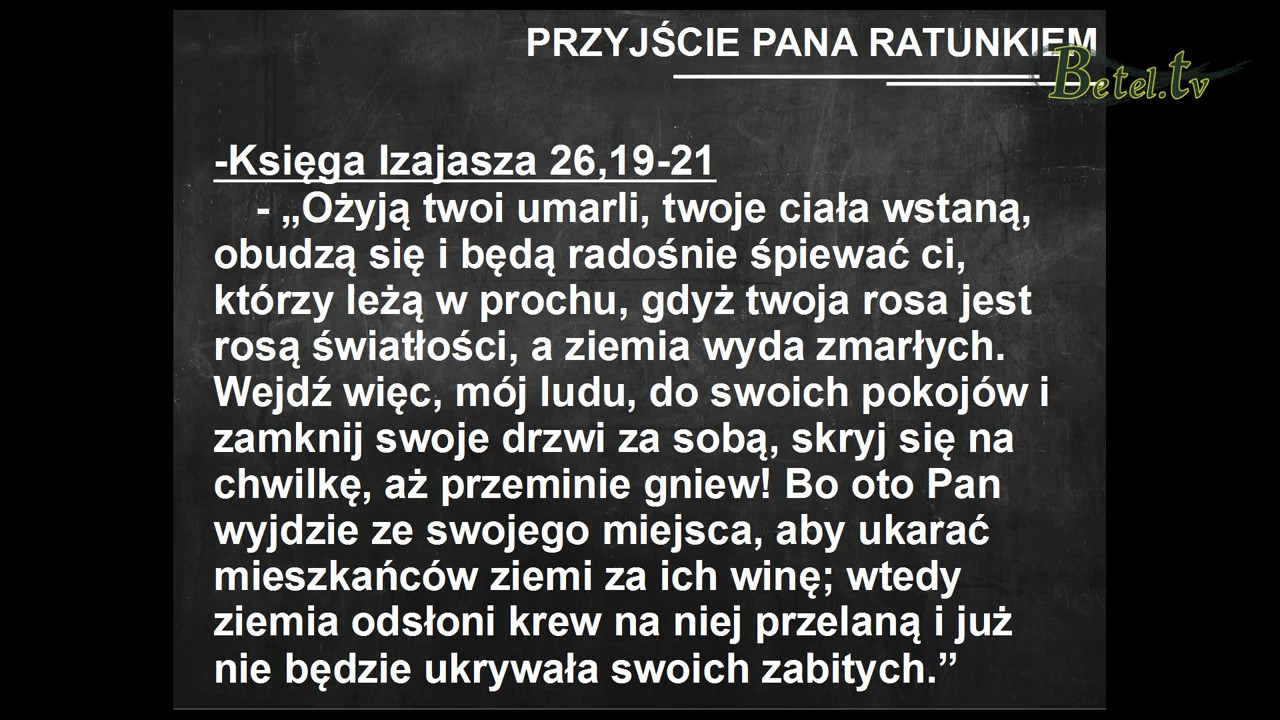 PRZYJŚCIE PANA RATUNKIEM
Betel.tv
-Księga Izajasza 26,19-21
- „Ożyją twoi umarli, twoje ciała wstaną,
obudzą się i będą radośnie śpiewać ci,
którzy leżą w prochu, gdyż twoja rosa jest
rosą światłości, a ziemia wyda zmarłych.
Wejdź więc, mój ludu, do swoich pokojów i
zamknij swoje drzwi za sobą, skryj się na
chwilkę, aż przeminie gniew! Bo oto Pan
wyjdzie ze swojego miejsca, aby ukarać
mieszkańców ziemi za ich winę; wtedy
ziemia odsłoni krew na niej przelaną i już
nie będzie ukrywała swoich zabitych.”